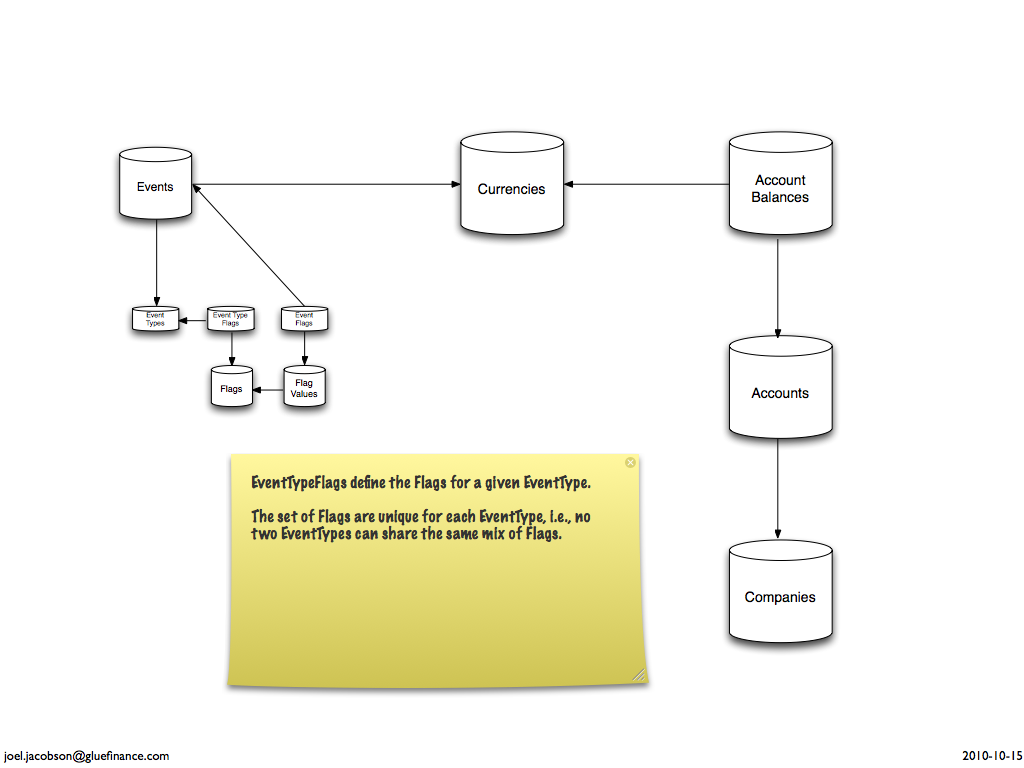 Events
Currencies
Account
Balances
Event
Types
Event Type
Flags
Event
Flags
Flags
Flag
Values
Accounts
EventTypeFlags define the Flags for a given EventType.
The set of Flags are unique for each EventType, i.e., no
two EventTypes can share the same mix of Flags.
Companies
joel.jacobson@gluefinance.com
2010-10-15